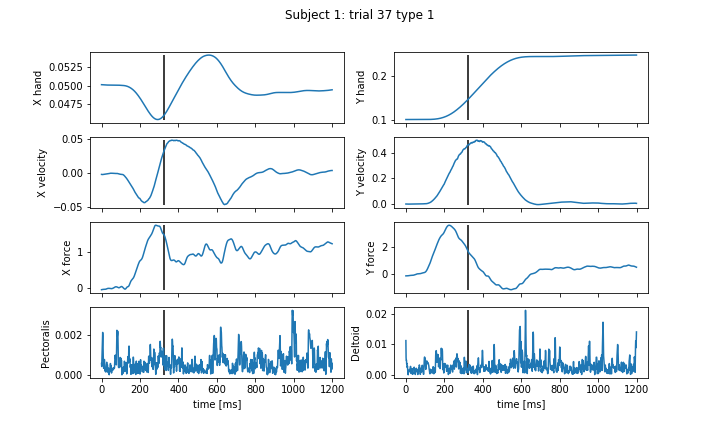 Subject 1: trial 37 type 1
X hand
0.0525
0.0500
0.0475
Y hand
0.2
0.1
X velocity
0.05
0.00
−0.05
Y velocity
0.4
0.2
0.0
X force
1
0
Y force
2
0
Pectoralis
0.002
0.000
0 200 400 600 800 1000 1200
time [ms]
Deltoid
0.02
0.01
0.00
0 200 400 600 800 1000 1200
time [ms]